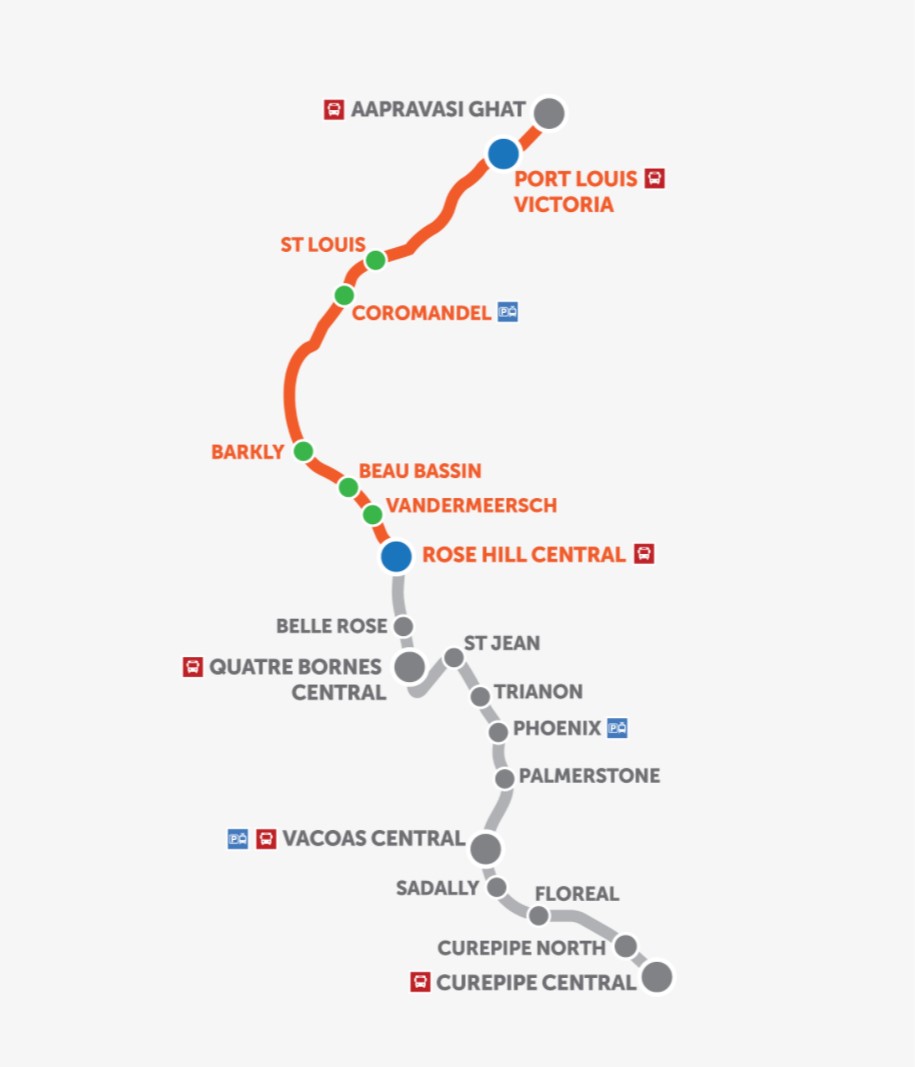 AAPRAVASI GHAT
PORT LOUIS
VICTORIA
ST LOUIS
COROMANDEL
BARKLY
BEAU BASSIN
VANDERMEERSCH
ROSE HILL CENTRAL
BELLE ROSE
ST JEAN
QUATRE BORNES
CENTRAL
TRIANON
PHOENIX
PALMERSTONE
VACOAS CENTRAL
SADALLY
FLOREAL
CUREPIPE NORTH
CUREPIPE CENTRAL